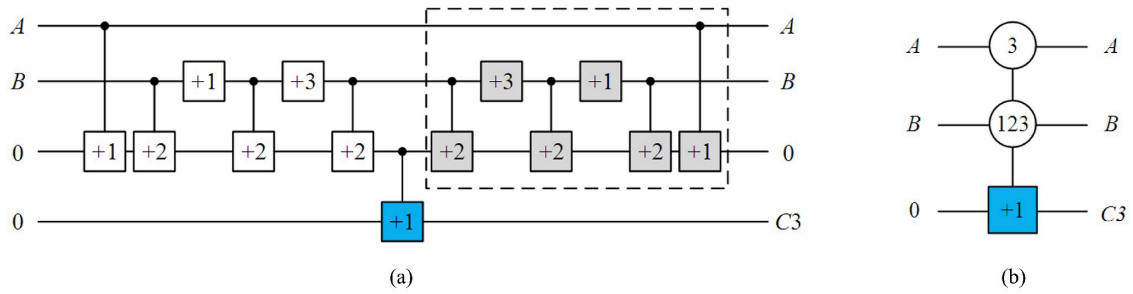 A A
+1 +3 +3 +1
B B
0 +1 +2 +2 +2 +2 +2 +2 +1 0
0 +1 C3
(a)
A 3 A
B 123 B
0 +1 C3
(b)